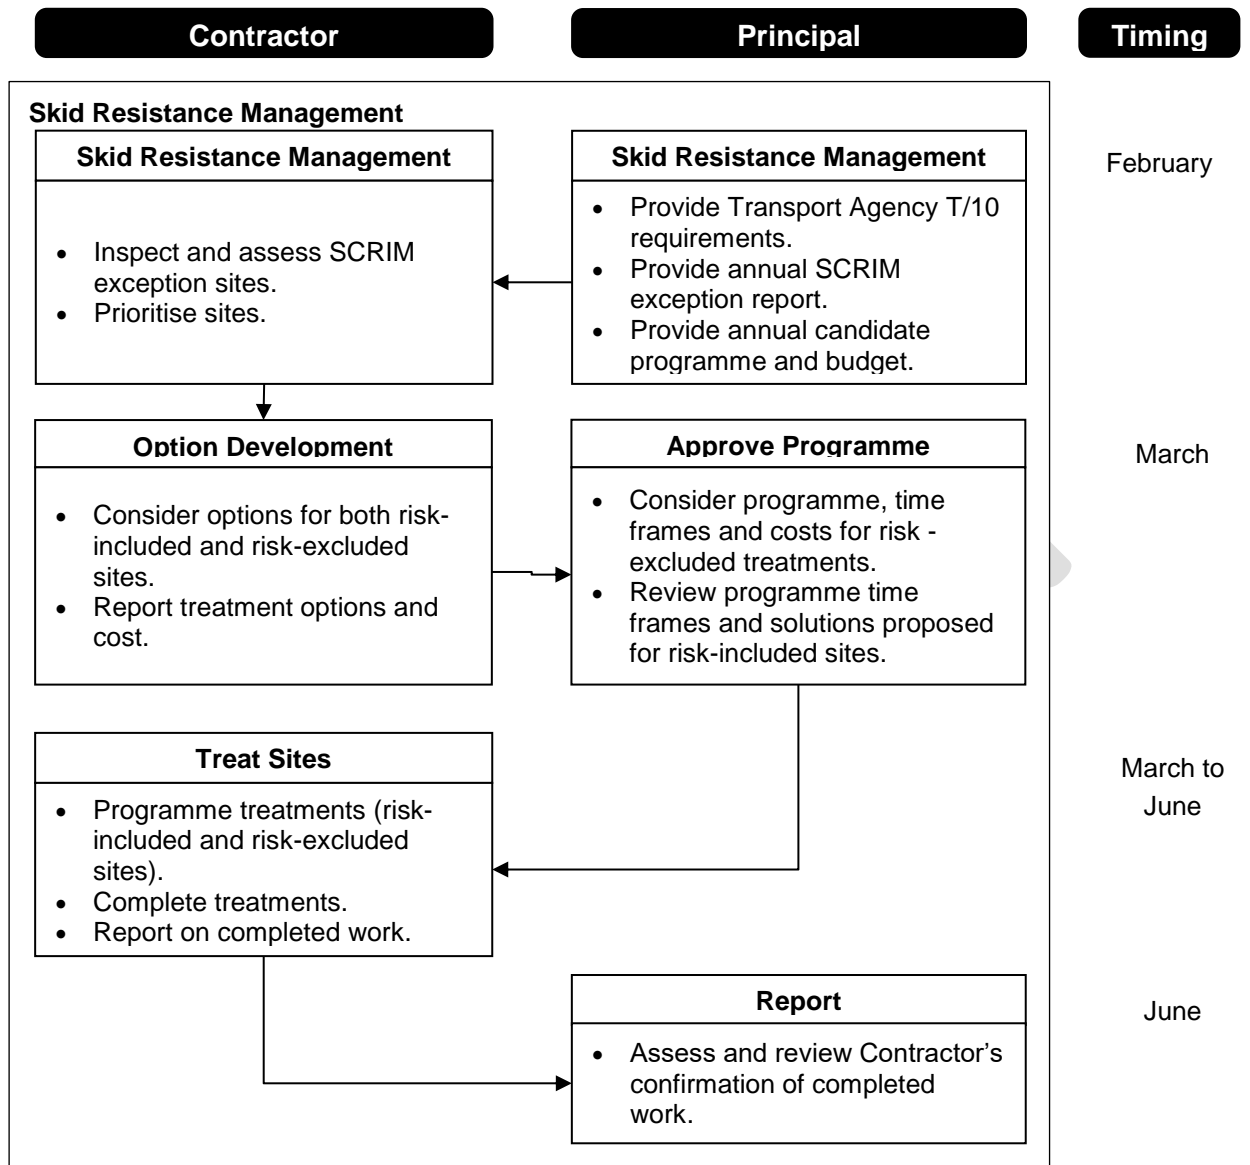 Contractor
Principal
Timing
Skid Resistance Management
Skid Resistance Management
• Inspect and assess SCRIM
exception sites.
• Prioritise sites.
Skid Resistance Management
• Provide Transport Agency T/10
requirements.
• Provide annual SCRIM
exception report.
• Provide annual candidate
programme and budget.
February
Option Development
• Consider options for both risk-
included and risk-excluded
sites.
• Report treatment options and
cost.
Approve Programme
• Consider programme, time
frames and costs for risk -
excluded treatments.
• Review programme time
frames and solutions proposed
for risk-included sites.
March
Treat Sites
• Programme treatments (risk-
included and risk-excluded
sites).
• Complete treatments.
• Report on completed work.
March to
June
Report
• Assess and review Contractor’s
confirmation of completed
work.
June